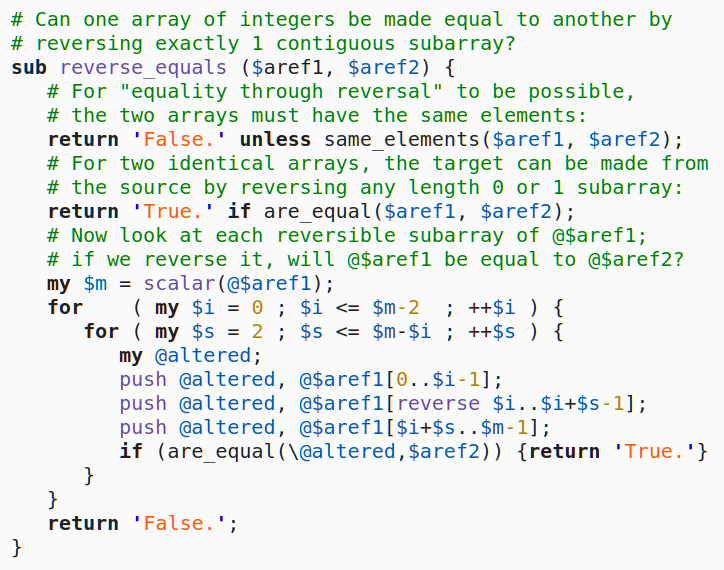 # Can one array of integers be made equal to another by
# reversing exactly 1 contiguous subarray?
sub reverse_equals ($aref1, $aref2) {
   # For "equality through reversal" to be possible,
   # the two arrays must have the same elements:
   return 'False.' unless same_elements($aref1, $aref2);
   # For two identical arrays, the target can be made from
   # the source by reversing any length 0 or 1 subarray:
   return 'True.' if are_equal($aref1, $aref2);
   # Now look at each reversible subarray of @$aref1;
   # if we reverse it, will @$aref1 be equal to @$aref2?
   my $m = scalar(@$aref1);
   for    ( my $i = 0 ; $i <= $m-2  ; ++$i ) {
      for ( my $s = 2 ; $s <= $m-$i ; ++$s ) {
         my @altered;
         push @altered, @$aref1[0..$i-1];
         push @altered, @$aref1[reverse $i..$i+$s-1];
         push @altered, @$aref1[$i+$s..$m-1];
         if (are_equal(\@altered,$aref2)) {return 'True.'}
      }
   }
   return 'False.';
}